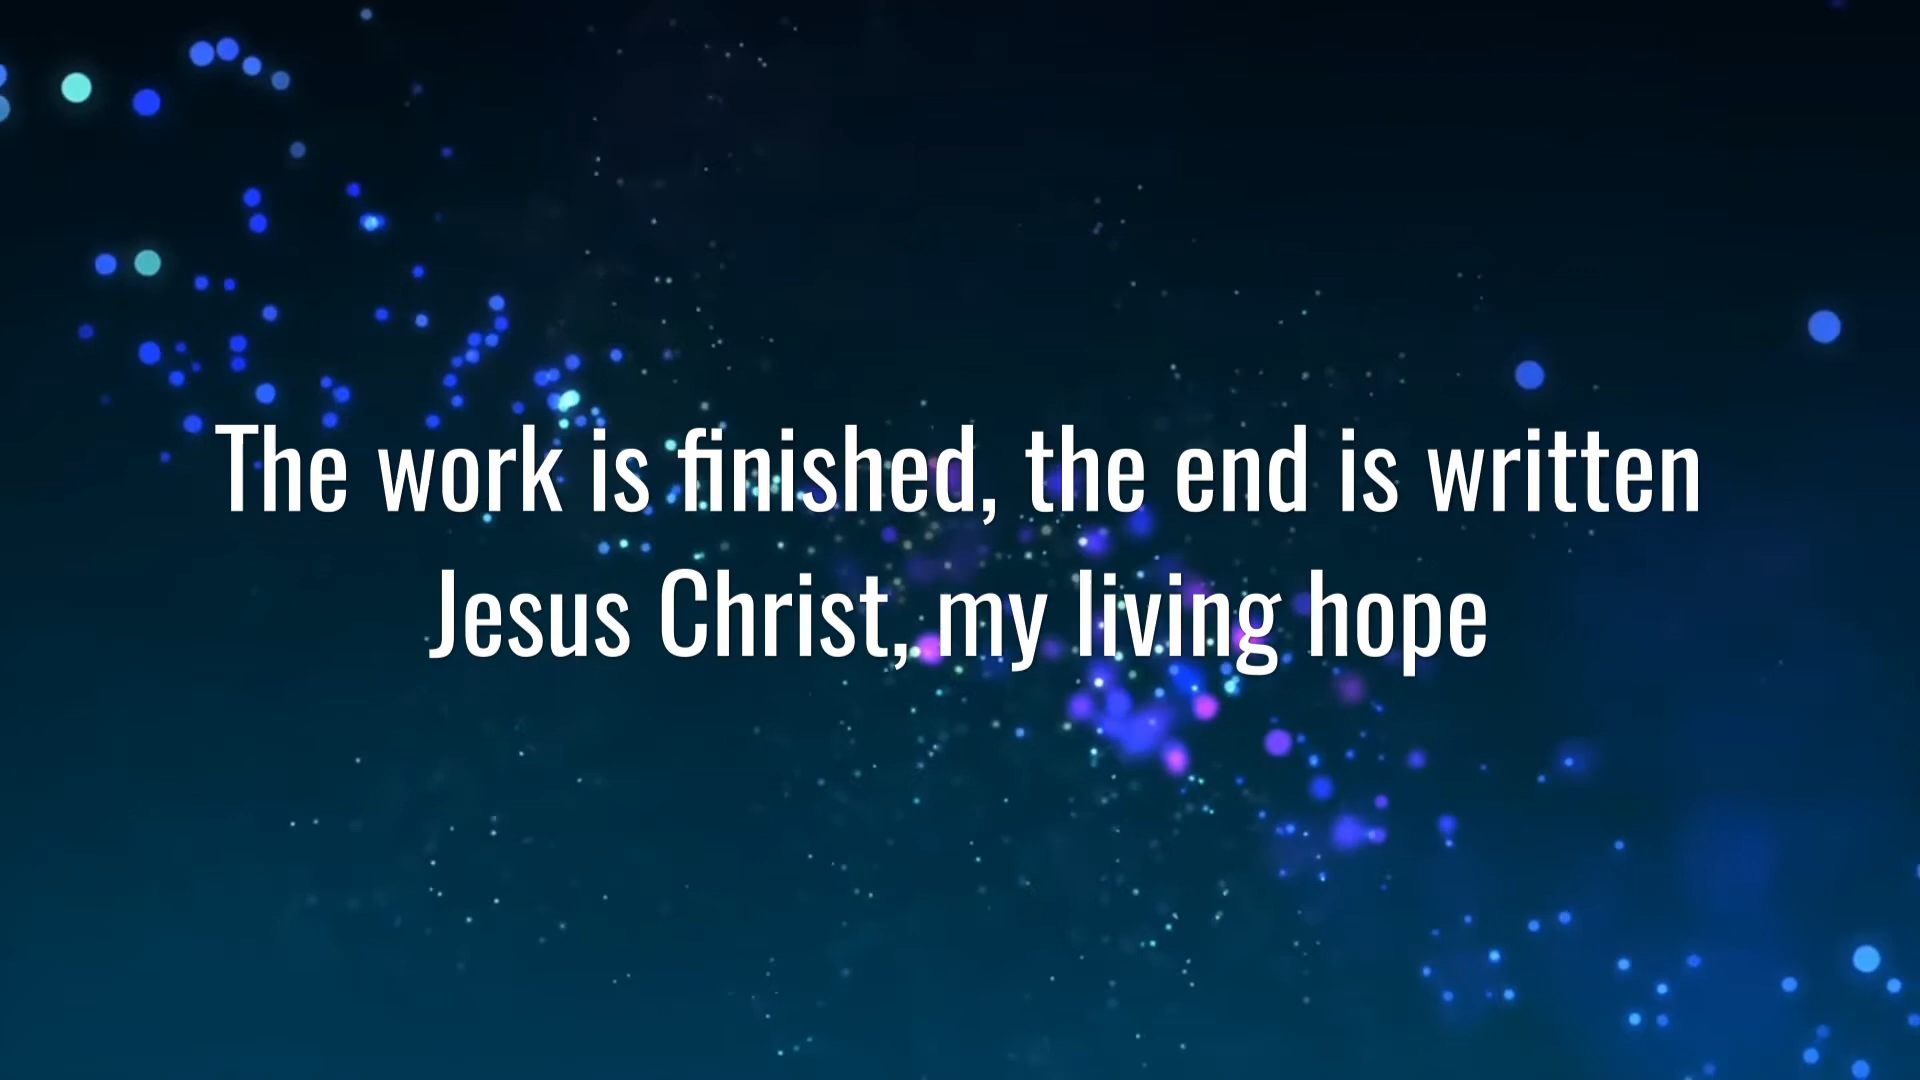 The work is finished, the end is written
Jesus Christ, my living hope